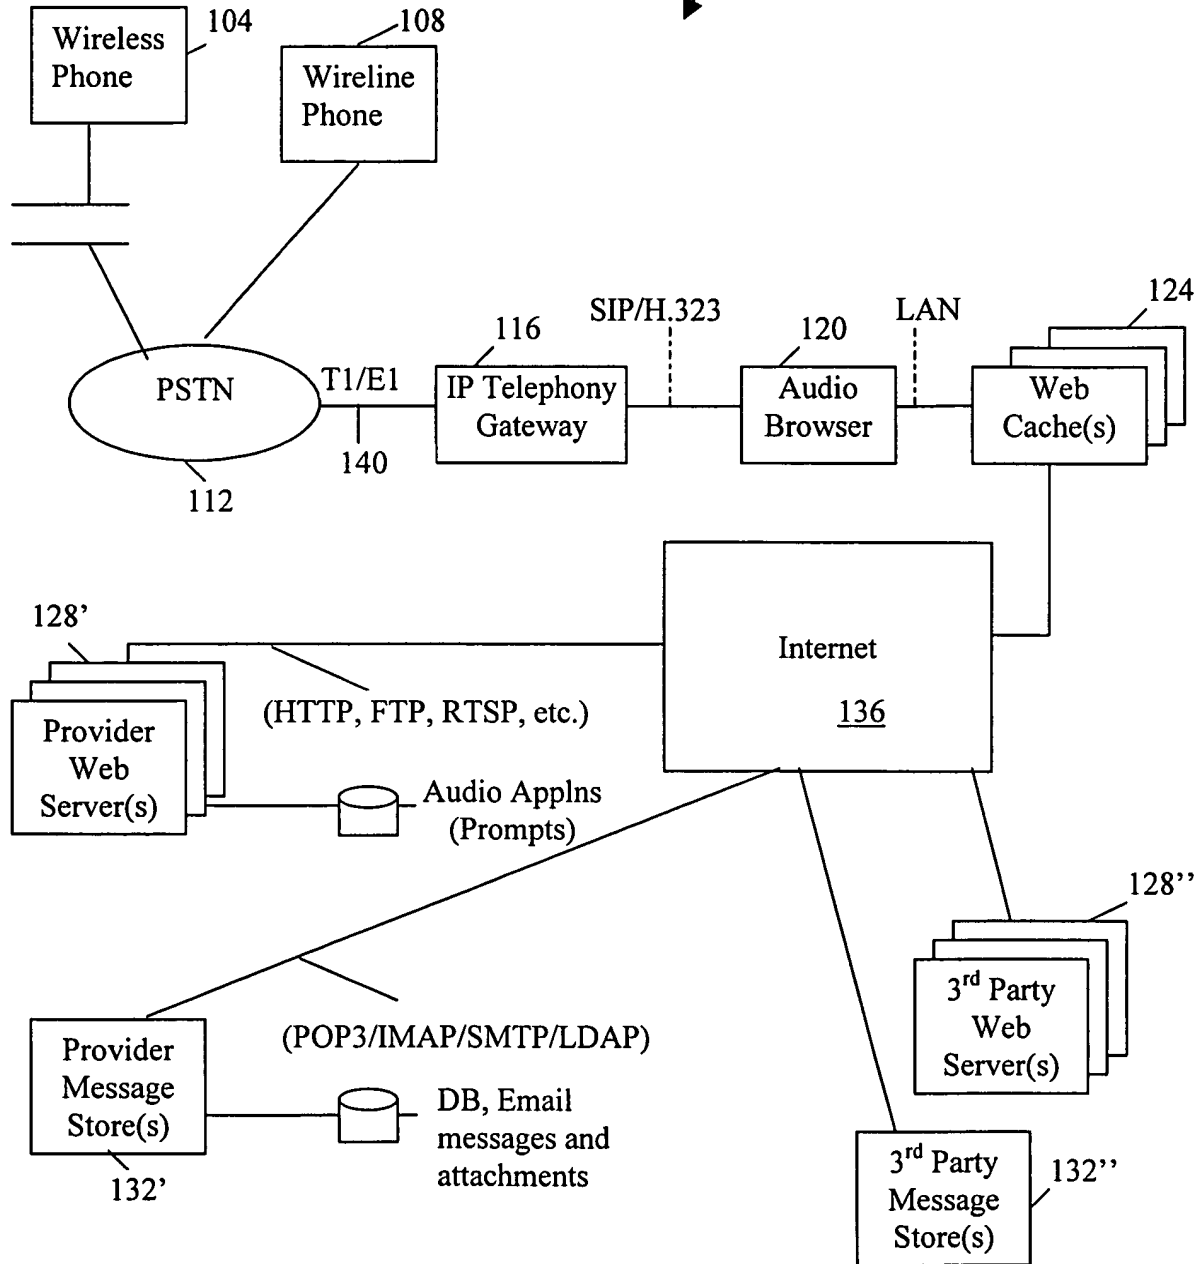 104
108
Wireless
Phone
Wireline
Phone
SIP/H.323
LAN
124
116
120
PSTN
T1/E1
IP Telephony
Gateway
Audio
Browser
Web
Cache(s)
140
112
128’
Internet
136
(HTTP, FTP, RTSP, etc.)
Provider
Web
Server(s)
Audio Applns
(Prompts)
128’’
3rd Party
Web
Server(s)
(POP3/IMAP/SMTP/LDAP)
Provider
Message
Store(s)
DB, Email
messages and
attachments
132’
3rd Party
Message
Store(s)
132’’